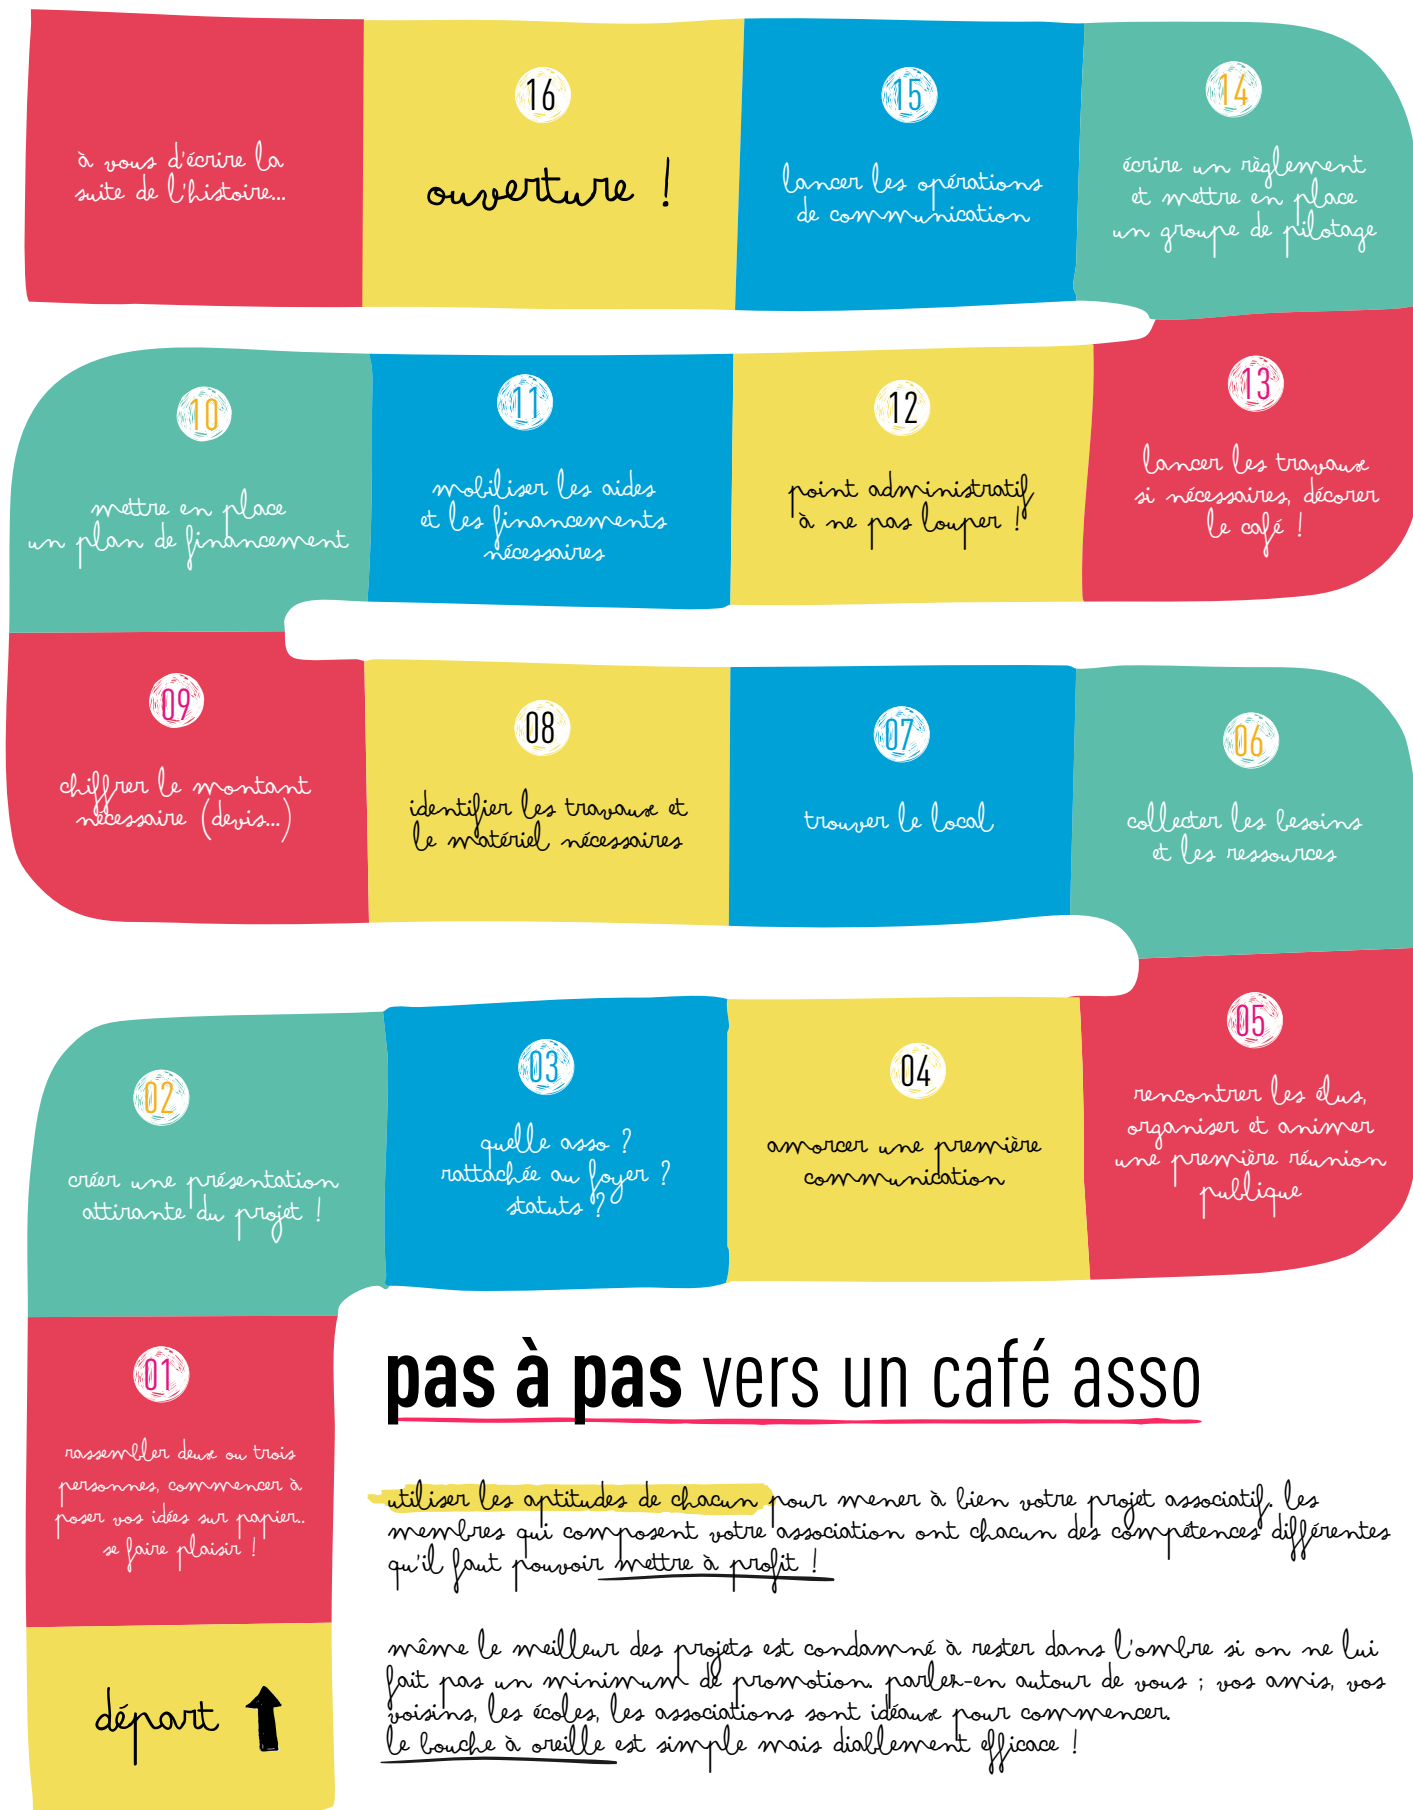 à vous d'écrire la
suite de l'histoire...
16
ouverture !
15
lancer les opérations
de communication
14
écrire un règlement
et mettre en place
un groupe de pilotage
10
mettre en place
un plan de financement
11
mobiliser les aides
et les financements
nécessaires
12
point administratif
à ne pas louper !
13
lancer les travaux
si nécessaires, décorer
le café !
09
chiffrer le montant
nécessaire (devis...)
08
identifier les travaux et
le matériel nécessaires
07
trouver le local
06
collecter les besoins
et les ressources
02
créer une présentation
attirante du projet !
03
quelle asso ?
rattachée au foyer ?
statuts ?
04
amorcer une première
communication
05
rencontrer les élus,
organiser et animer
une première réunion
publique
01
rassembler deux ou trois
personnes, commencer à
poser vos idées sur papier...
se faire plaisir !
départ
pas à pas vers un café asso
utiliser les aptitudes de chacun pour mener à bien votre projet associatif. les
membres qui composent votre association ont chacun des compétences différentes
qu'il faut pouvoir mettre à profit !
même le meilleur des projets est condamné à rester dans l'ombre si on ne lui
fait pas un minimum de promotion. parlez-en autour de vous ; vos amis, vos
voisins, les écoles, les associations sont idéaux pour commencer.
le bouche à oreille est simple mais diablement efficace !